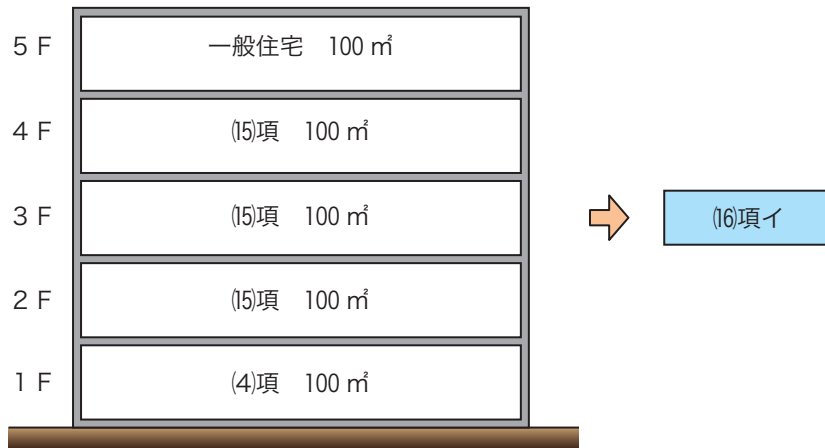 5 F 一般住宅 100 ㎡
4 F ⒂項 100 ㎡
3 F ⒂項 100 ㎡
2 F ⒂項 100 ㎡
1 F ⑷項 100 ㎡
⒃項イ